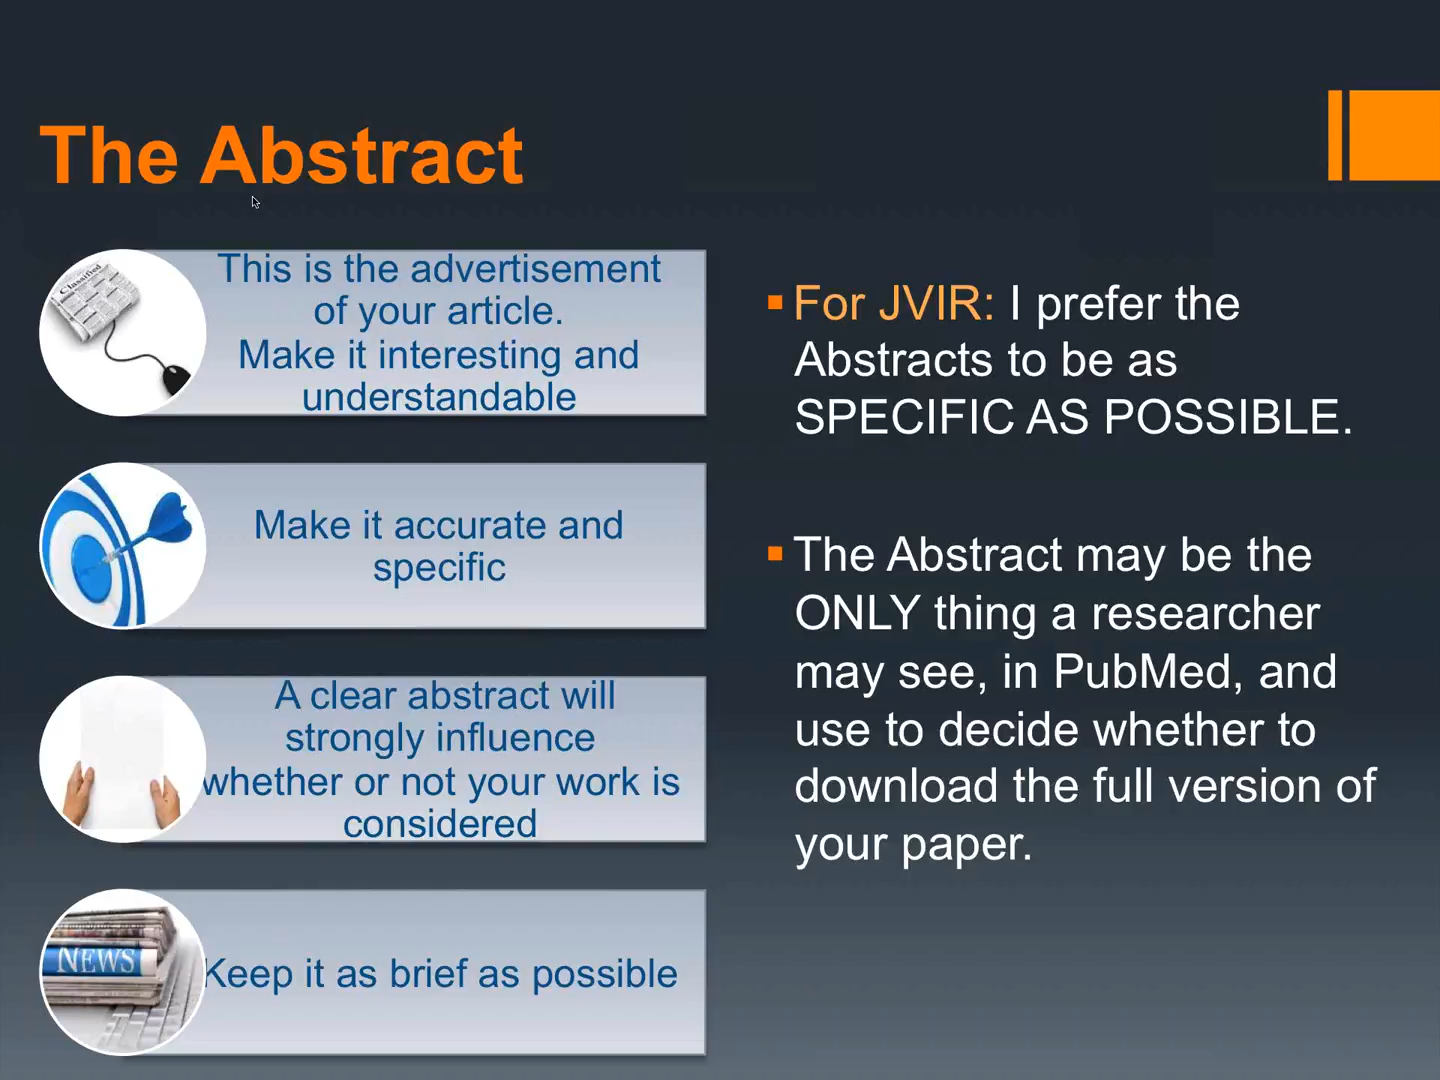 The Abstract
This is the advertisement
of your article.
Make it interesting and
understandable
Make it accurate and
specific
A clear abstract will
strongly influence
whether or not your work is
considered
Keep it as brief as possible
Classified
NEWS
For JVIR: I prefer the
Abstracts to be as
SPECIFIC AS POSSIBLE.
The Abstract may be the
ONLY thing a researcher
may see, in PubMed, and
use to decide whether to
download the full version of
your paper.